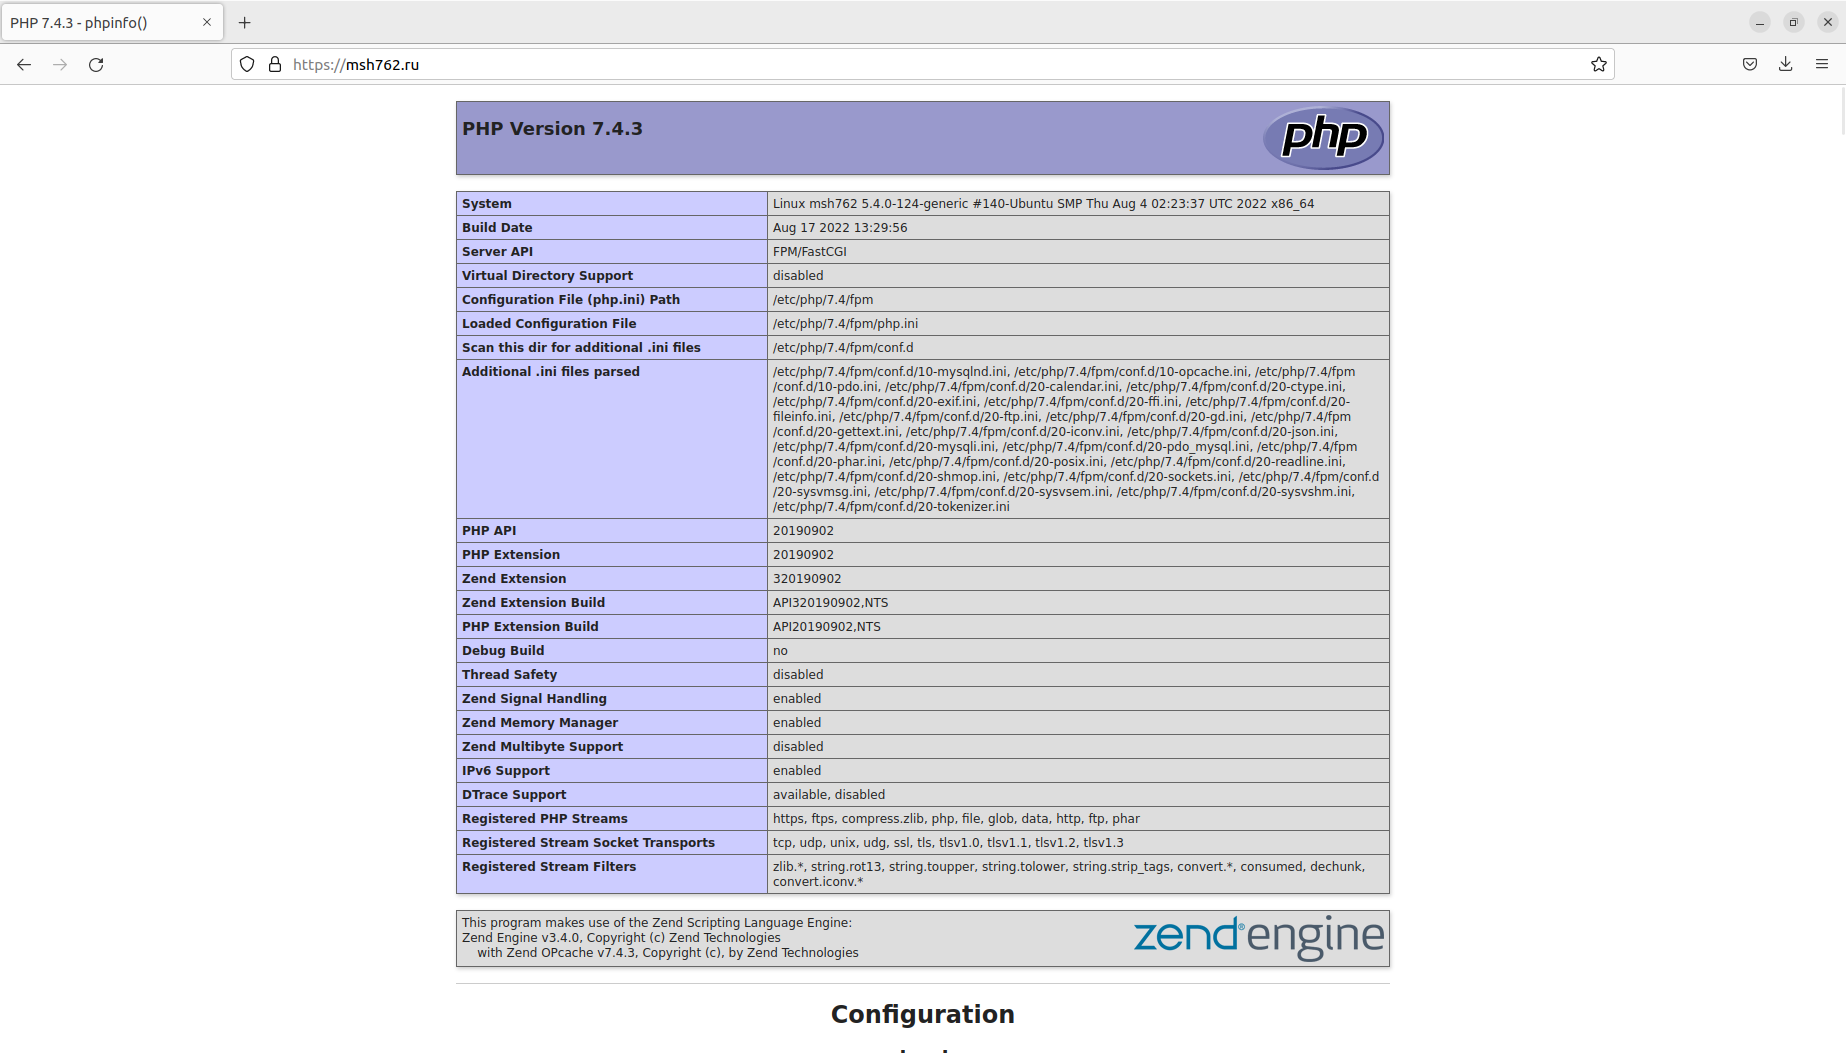 PHP 7.4.3 - phpinfo()
https://msh762.ru
PHP Version 7.4.3
php
System Linux msh762 5.4.0-124-generic #140-Ubuntu SMP Thu Aug 4 02:23:37 UTC 2022 x86_64
Build Date Aug 17 2022 13:29:56
Server API FPM/FastCGI
Virtual Directory Support disabled
Configuration File (php.ini) Path /etc/php/7.4/fpm
Loaded Configuration File /etc/php/7.4/fpm/php.ini
Scan this dir for additional .ini files /etc/php/7.4/fpm/conf.d
Additional .ini files parsed /etc/php/7.4/fpm/conf.d/10-mysqlnd.ini, /etc/php/7.4/fpm/conf.d/10-opcache.ini, /etc/php/7.4/fpm
/conf.d/10-pdo.ini, /etc/php/7.4/fpm/conf.d/20-calendar.ini, /etc/php/7.4/fpm/conf.d/20-ctype.ini,
/etc/php/7.4/fpm/conf.d/20-exif.ini, /etc/php/7.4/fpm/conf.d/20-ffi.ini, /etc/php/7.4/fpm/conf.d/20-
fileinfo.ini, /etc/php/7.4/fpm/conf.d/20-ftp.ini, /etc/php/7.4/fpm/conf.d/20-gd.ini, /etc/php/7.4/fpm
/conf.d/20-gettext.ini, /etc/php/7.4/fpm/conf.d/20-iconv.ini, /etc/php/7.4/fpm/conf.d/20-json.ini,
/etc/php/7.4/fpm/conf.d/20-mysqli.ini, /etc/php/7.4/fpm/conf.d/20-pdo_mysql.ini, /etc/php/7.4/fpm
/conf.d/20-phar.ini, /etc/php/7.4/fpm/conf.d/20-posix.ini, /etc/php/7.4/fpm/conf.d/20-readline.ini,
/etc/php/7.4/fpm/conf.d/20-shmop.ini, /etc/php/7.4/fpm/conf.d/20-sockets.ini, /etc/php/7.4/fpm/conf.d
/20-sysvmsg.ini, /etc/php/7.4/fpm/conf.d/20-sysvsem.ini, /etc/php/7.4/fpm/conf.d/20-sysvshm.ini,
/etc/php/7.4/fpm/conf.d/20-tokenizer.ini
PHP API 20190902
PHP Extension 20190902
Zend Extension 320190902
Zend Extension Build API320190902,NTS
PHP Extension Build API20190902,NTS
Debug Build no
Thread Safety disabled
Zend Signal Handling enabled
Zend Memory Manager enabled
Zend Multibyte Support disabled
IPv6 Support enabled
DTrace Support available, disabled
Registered PHP Streams https, ftps, compress.zlib, php, file, glob, data, http, ftp, phar
Registered Stream Socket Transports tcp, udp, unix, udg, ssl, tls, tlsv1.0, tlsv1.1, tlsv1.2, tlsv1.3
Registered Stream Filters zlib.*, string.rot13, string.toupper, string.tolower, string.strip_tags, convert.*, consumed, dechunk,
convert.iconv.*
This program makes use of the Zend Scripting Language Engine:
Zend Engine v3.4.0, Copyright (c) Zend Technologies
with Zend OPcache v7.4.3, Copyright (c), by Zend Technologies
zend®engine
Configuration